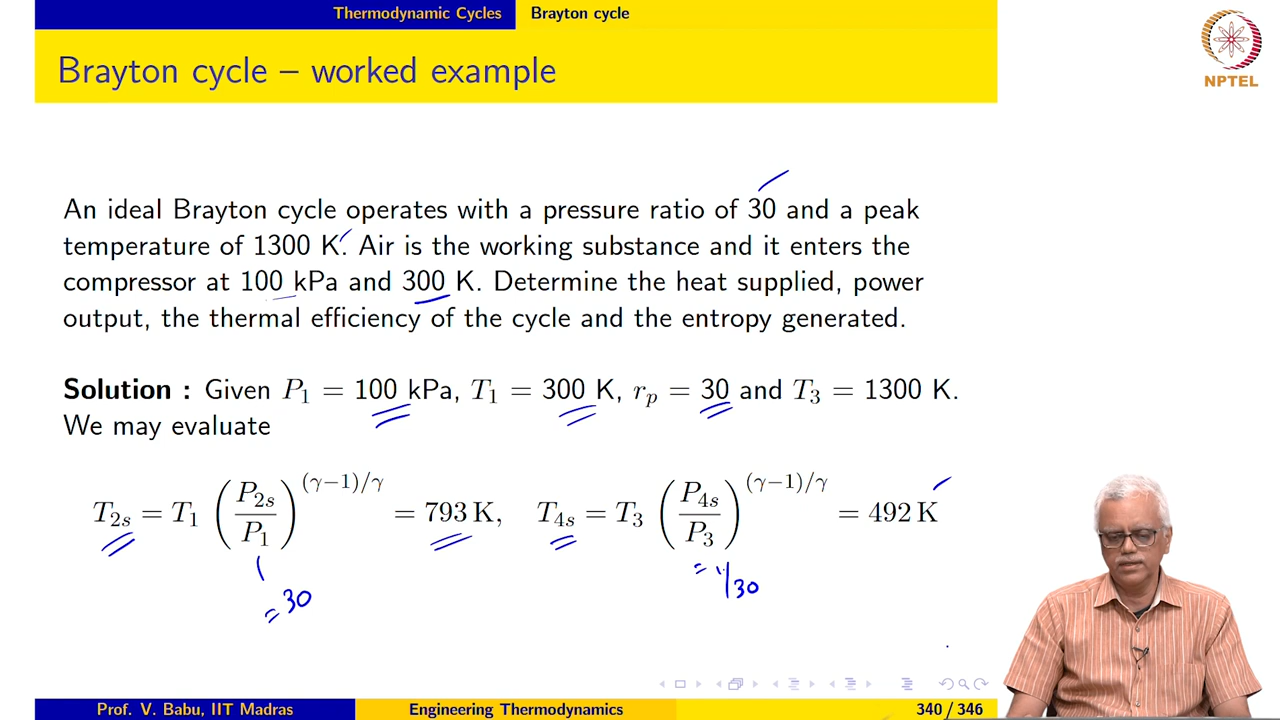 Thermodynamic Cycles Brayton cycle
NPTEL
Brayton cycle – worked example
An ideal Brayton cycle operates with a pressure ratio of 30 and a peak
temperature of 1300 K. Air is the working substance and it enters the
compressor at 100 kPa and 300 K. Determine the heat supplied, power
output, the thermal efficiency of the cycle and the entropy generated.
Solution : Given P₁ = 100 kPa, T₁ = 300 K, rₚ = 30 and T₃ = 1300 K.
We may evaluate
T₂ₛ = T₁ (P₂ₛ/P₁)^(γ−1)/γ = 793 K, T₄ₛ = T₃ (P₄ₛ/P₃)^(γ−1)/γ = 492 K
= 30 = 1/30
Prof. V. Babu, IIT Madras Engineering Thermodynamics 340 / 346